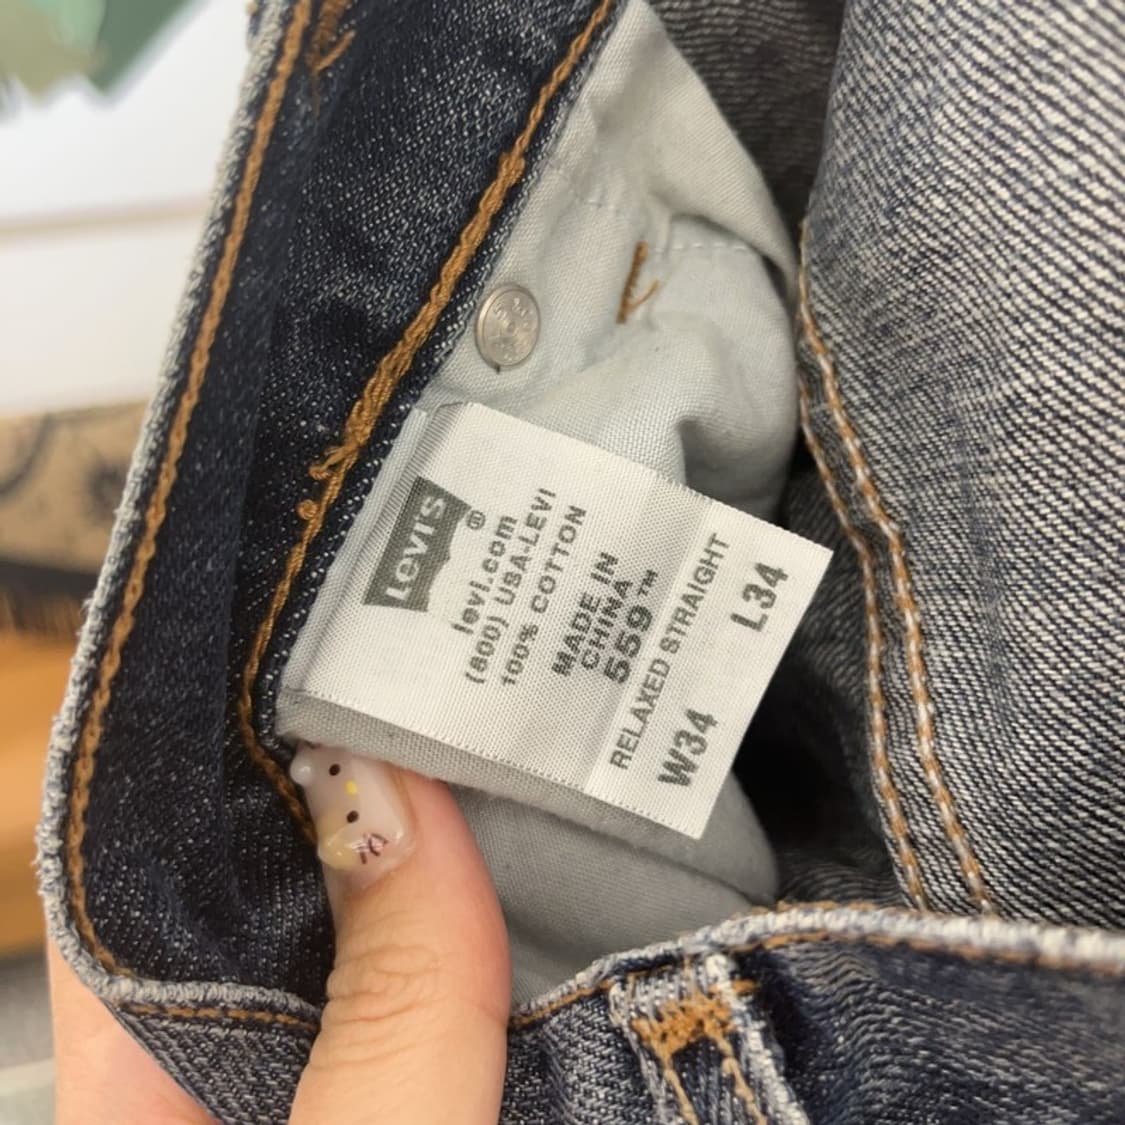 LEVI'S ®
levi.com
(800) USA-LEVI
100% COTTON
MADE IN
CHINA
559™
RELAXED STRAIGHT
W34 L34